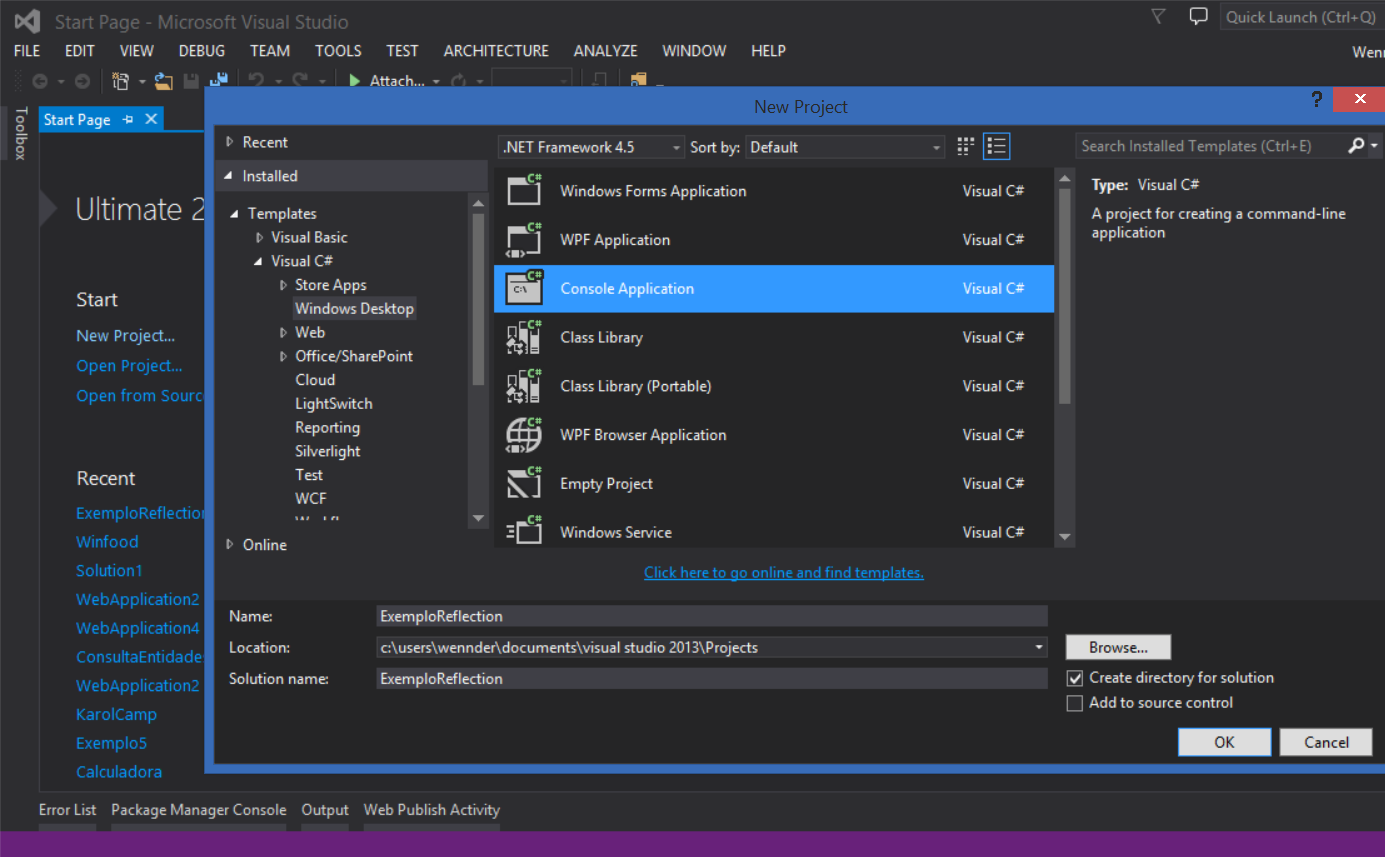 Start Page - Microsoft Visual Studio
Quick Launch (Ctrl+Q)
FILE EDIT VIEW DEBUG TEAM TOOLS TEST ARCHITECTURE ANALYZE WINDOW HELP
Attach...
Toolbox
Start Page
Ultimate 2
Start
New Project...
Open Project...
Open from Sourc
Recent
ExemploReflection
Winfood
Solution1
WebApplication2
WebApplication4
ConsultaEntidade
WebApplication2
KarolCamp
Exemplo5
Calculadora
New Project
?
Recent
Installed
Templates
Visual Basic
Visual C#
Store Apps
Windows Desktop
Web
Office/SharePoint
Cloud
LightSwitch
Reporting
Silverlight
Test
WCF
Online
.NET Framework 4.5 Sort by: Default
Search Installed Templates (Ctrl+E)
C# Windows Forms Application Visual C#
C# WPF Application Visual C#
C# C:\ Console Application Visual C#
C# Class Library Visual C#
C# Class Library (Portable) Visual C#
C# WPF Browser Application Visual C#
C# Empty Project Visual C#
C# Windows Service Visual C#
Type: Visual C#
A project for creating a command-line
application
Click here to go online and find templates.
Name: ExemploReflection
Location: c:\users\wennder\documents\visual studio 2013\Projects Browse...
Solution name: ExemploReflection
Create directory for solution
Add to source control
OK Cancel
Error List Package Manager Console Output Web Publish Activity